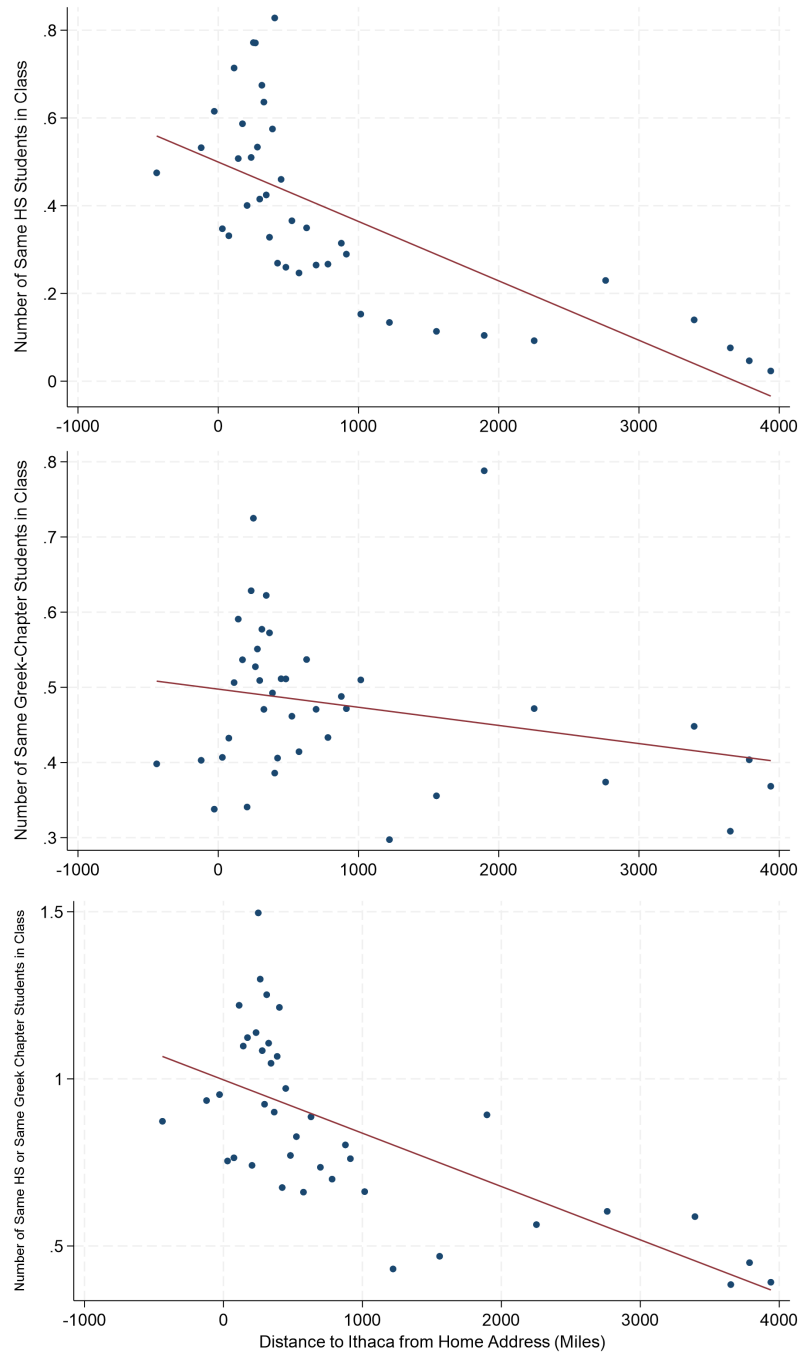 Number of Same HS Students in Class
.8
.6
.4
.2
0
-1000 0 1000 2000 3000 4000
Number of Same Greek-Chapter Students in Class
.8
.7
.6
.5
.4
.3
-1000 0 1000 2000 3000 4000
Number of Same HS or Same Greek Chapter Students in Class
1.5
1
.5
-1000 0 1000 2000 3000 4000
Distance to Ithaca from Home Address (Miles)